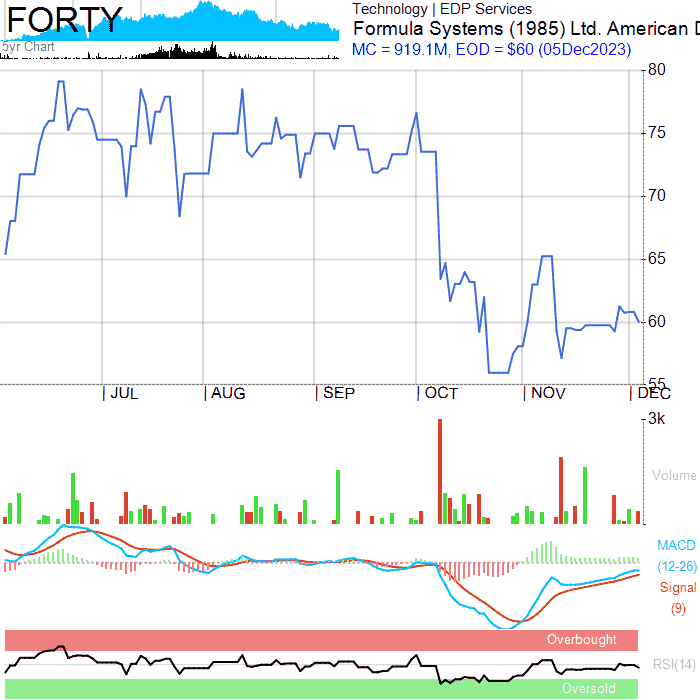 FORTY
5yr Chart
Technology | EDP Services
Formula Systems (1985) Ltd. American D
MC = 919.1M, EOD = $60 (05Dec2023)
80
75
70
65
60
55
JUL AUG SEP OCT NOV DEC
3k
Volume
MACD
(12-26)
Signal
(9)
Overbought
RSI(14)
Oversold